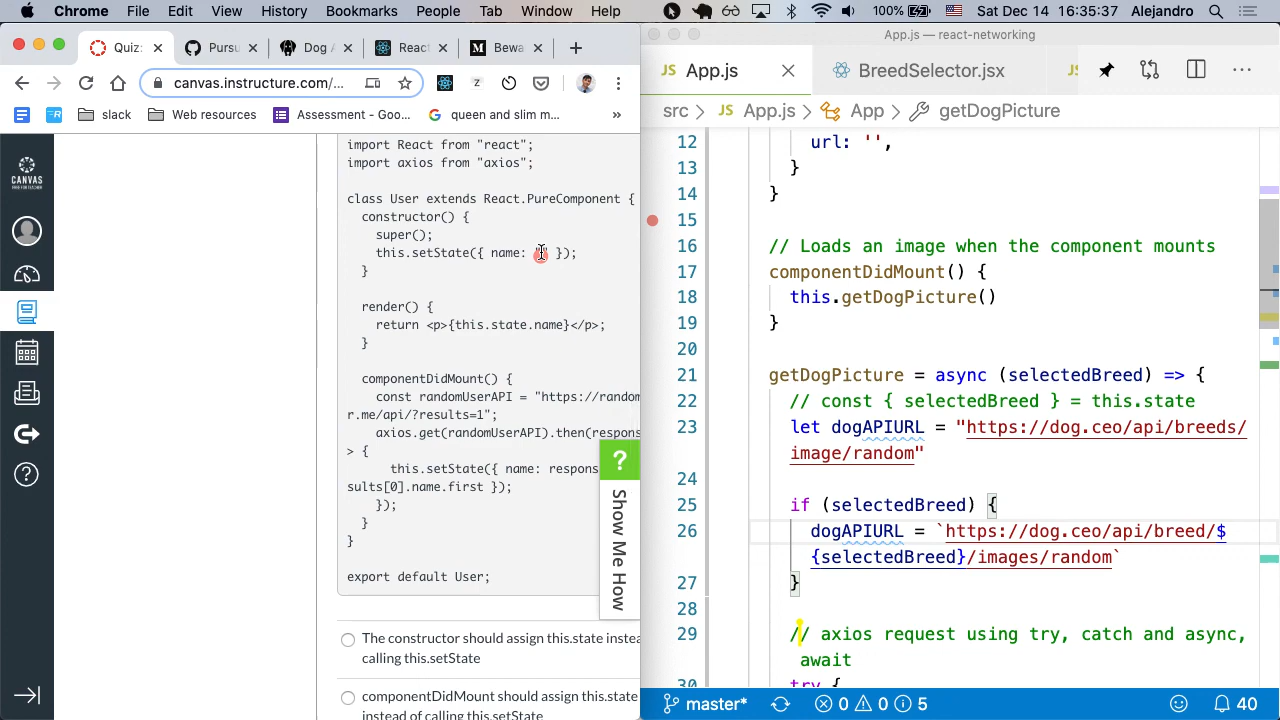 Chrome File Edit View History Bookmarks People Tab Window Help 100% Sat Dec 14 16:35:37 Alejandro
Quiz: Pursu Dog A React Bewa
canvas.instructure.com/...
slack Web resources Assessment - Goo... queen and slim m... »
CANVAS
FREE FOR TEACHER
import React from "react";
import axios from "axios";
class User extends React.PureComponent {
constructor() {
super();
this.setState({ name: });
}
render() {
return <p>{this.state.name}</p>;
}
componentDidMount() {
const randomUserAPI = "https://random
r.me/api/?results=1";
axios.get(randomUserAPI).then(respons
> {
this.setState({ name: respons
sults[0].name.first });
});
}
}
export default User;
? Show Me How
The constructor should assign this.state instea
calling this.setState
componentDidMount should assign this.state
instead of calling this.setState
App.js — react-networking
JS App.js BreedSelector.jsx JS
src > JS App.js > App > getDogPicture
12 url: '',
13 }
14 }
15
16 // Loads an image when the component mounts
17 componentDidMount() {
18 this.getDogPicture()
19 }
20
21 getDogPicture = async (selectedBreed) => {
22 // const { selectedBreed } = this.state
23 let dogAPIURL = "https://dog.ceo/api/breeds/
image/random"
24
25 if (selectedBreed) {
26 dogAPIURL = `https://dog.ceo/api/breed/$
{selectedBreed}/images/random`
27 }
28
29 // axios request using try, catch and async,
await
30 try {
master* 0 0 5 40